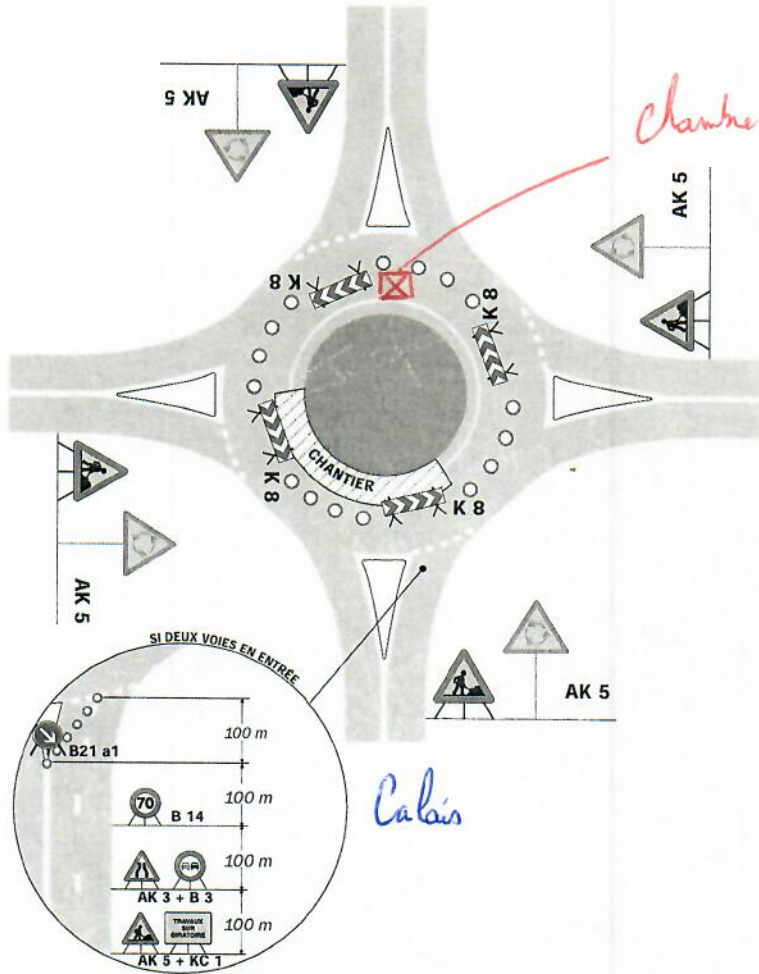 AK 5
Chambre
AK 5
K 8
K 8
CHANTIER
K 8
K 8
AK 5
SI DEUX VOIES EN ENTRÉE
AK 5
100 m
B21 a1
Calais
70
100 m
B 14
100 m
AK 3 + B 3
TRAVAUX
SUR
GIRATOIRE
100 m
AK 5 + KC 1